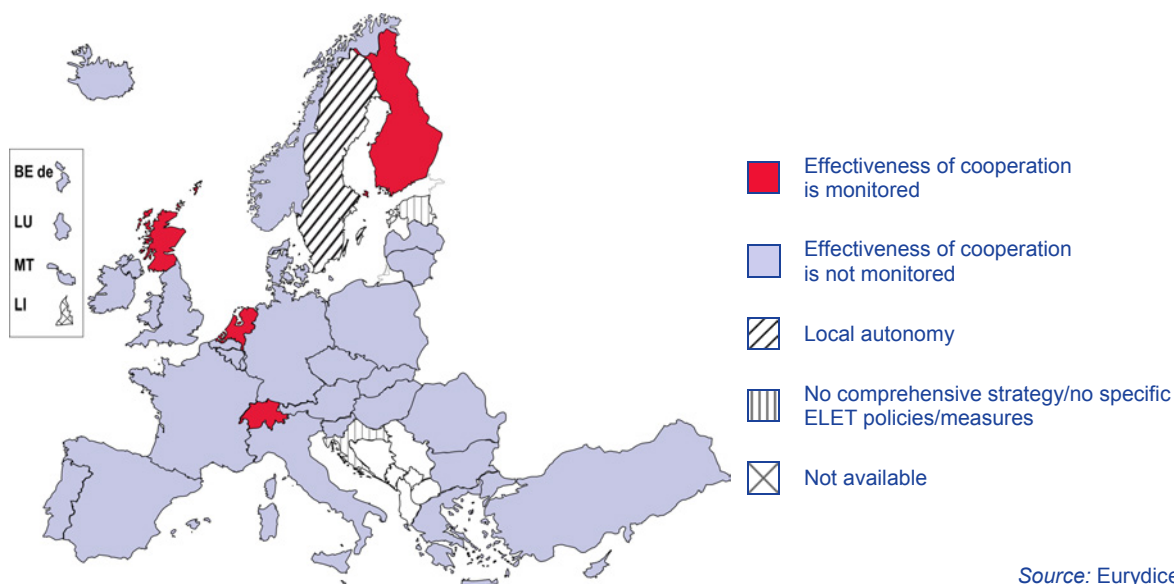 BE de
LU
MT
LI
Effectiveness of cooperation
is monitored
Effectiveness of cooperation
is not monitored
Local autonomy
No comprehensive strategy/no specific
ELET policies/measures
Not available
Source: Eurydice